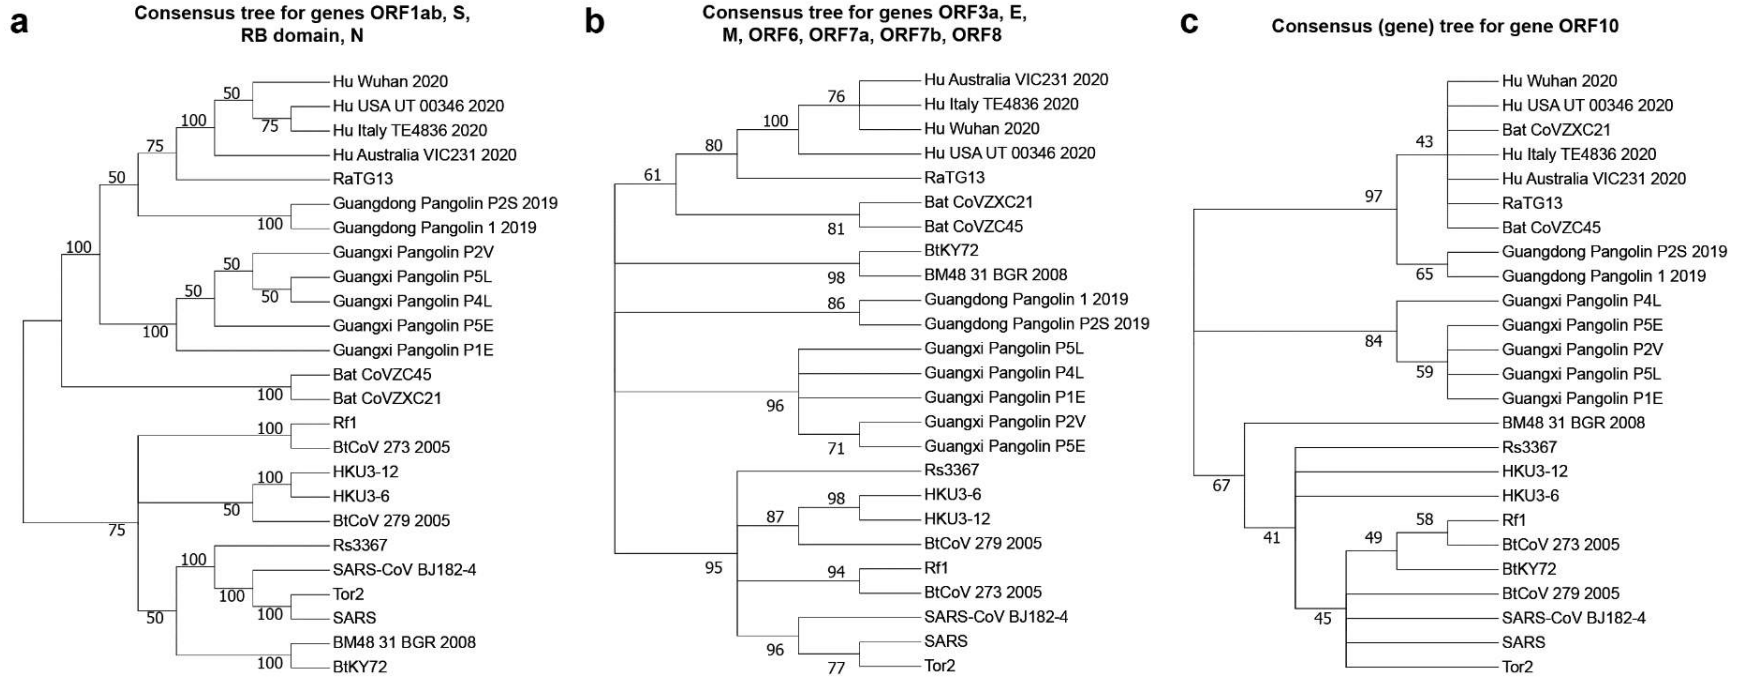 a
Consensus tree for genes ORF1ab, S,
RB domain, N
Hu Wuhan 2020
50
Hu USA UT 00346 2020
75
100
Hu Italy TE4836 2020
75
Hu Australia VIC231 2020
50
RaTG13
Guangdong Pangolin P2S 2019
100
Guangdong Pangolin 1 2019
100
Guangxi Pangolin P2V
50
Guangxi Pangolin P5L
50
50
Guangxi Pangolin P4L
Guangxi Pangolin P5E
100
Guangxi Pangolin P1E
Bat CoVZC45
100
Bat CoVZXC21
Rf1
100
BtCoV 273 2005
HKU3-12
100
HKU3-6
50
BtCoV 279 2005
75
Rs3367
100
SARS-CoV BJ182-4
100
Tor2
100
SARS
50
BM48 31 BGR 2008
100
BtKY72
b
Consensus tree for genes ORF3a, E,
M, ORF6, ORF7a, ORF7b, ORF8
Hu Australia VIC231 2020
76
Hu Italy TE4836 2020
100
Hu Wuhan 2020
80
Hu USA UT 00346 2020
61
RaTG13
Bat CoVZXC21
81
Bat CoVZC45
BtKY72
98
BM48 31 BGR 2008
86
Guangdong Pangolin 1 2019
Guangdong Pangolin P2S 2019
Guangxi Pangolin P5L
Guangxi Pangolin P4L
96
Guangxi Pangolin P1E
Guangxi Pangolin P2V
71
Guangxi Pangolin P5E
Rs3367
98
HKU3-6
87
HKU3-12
BtCoV 279 2005
95
94
Rf1
BtCoV 273 2005
SARS-CoV BJ182-4
96
SARS
77
Tor2
c
Consensus (gene) tree for gene ORF10
Hu Wuhan 2020
Hu USA UT 00346 2020
Bat CoVZXC21
43
Hu Italy TE4836 2020
Hu Australia VIC231 2020
97
RaTG13
Bat CoVZC45
Guangdong Pangolin P2S 2019
65
Guangdong Pangolin 1 2019
Guangxi Pangolin P4L
84
Guangxi Pangolin P5E
Guangxi Pangolin P2V
59
Guangxi Pangolin P5L
Guangxi Pangolin P1E
BM48 31 BGR 2008
67
Rs3367
HKU3-12
HKU3-6
41
58
Rf1
49
BtCoV 273 2005
BtKY72
BtCoV 279 2005
45
SARS-CoV BJ182-4
SARS
Tor2